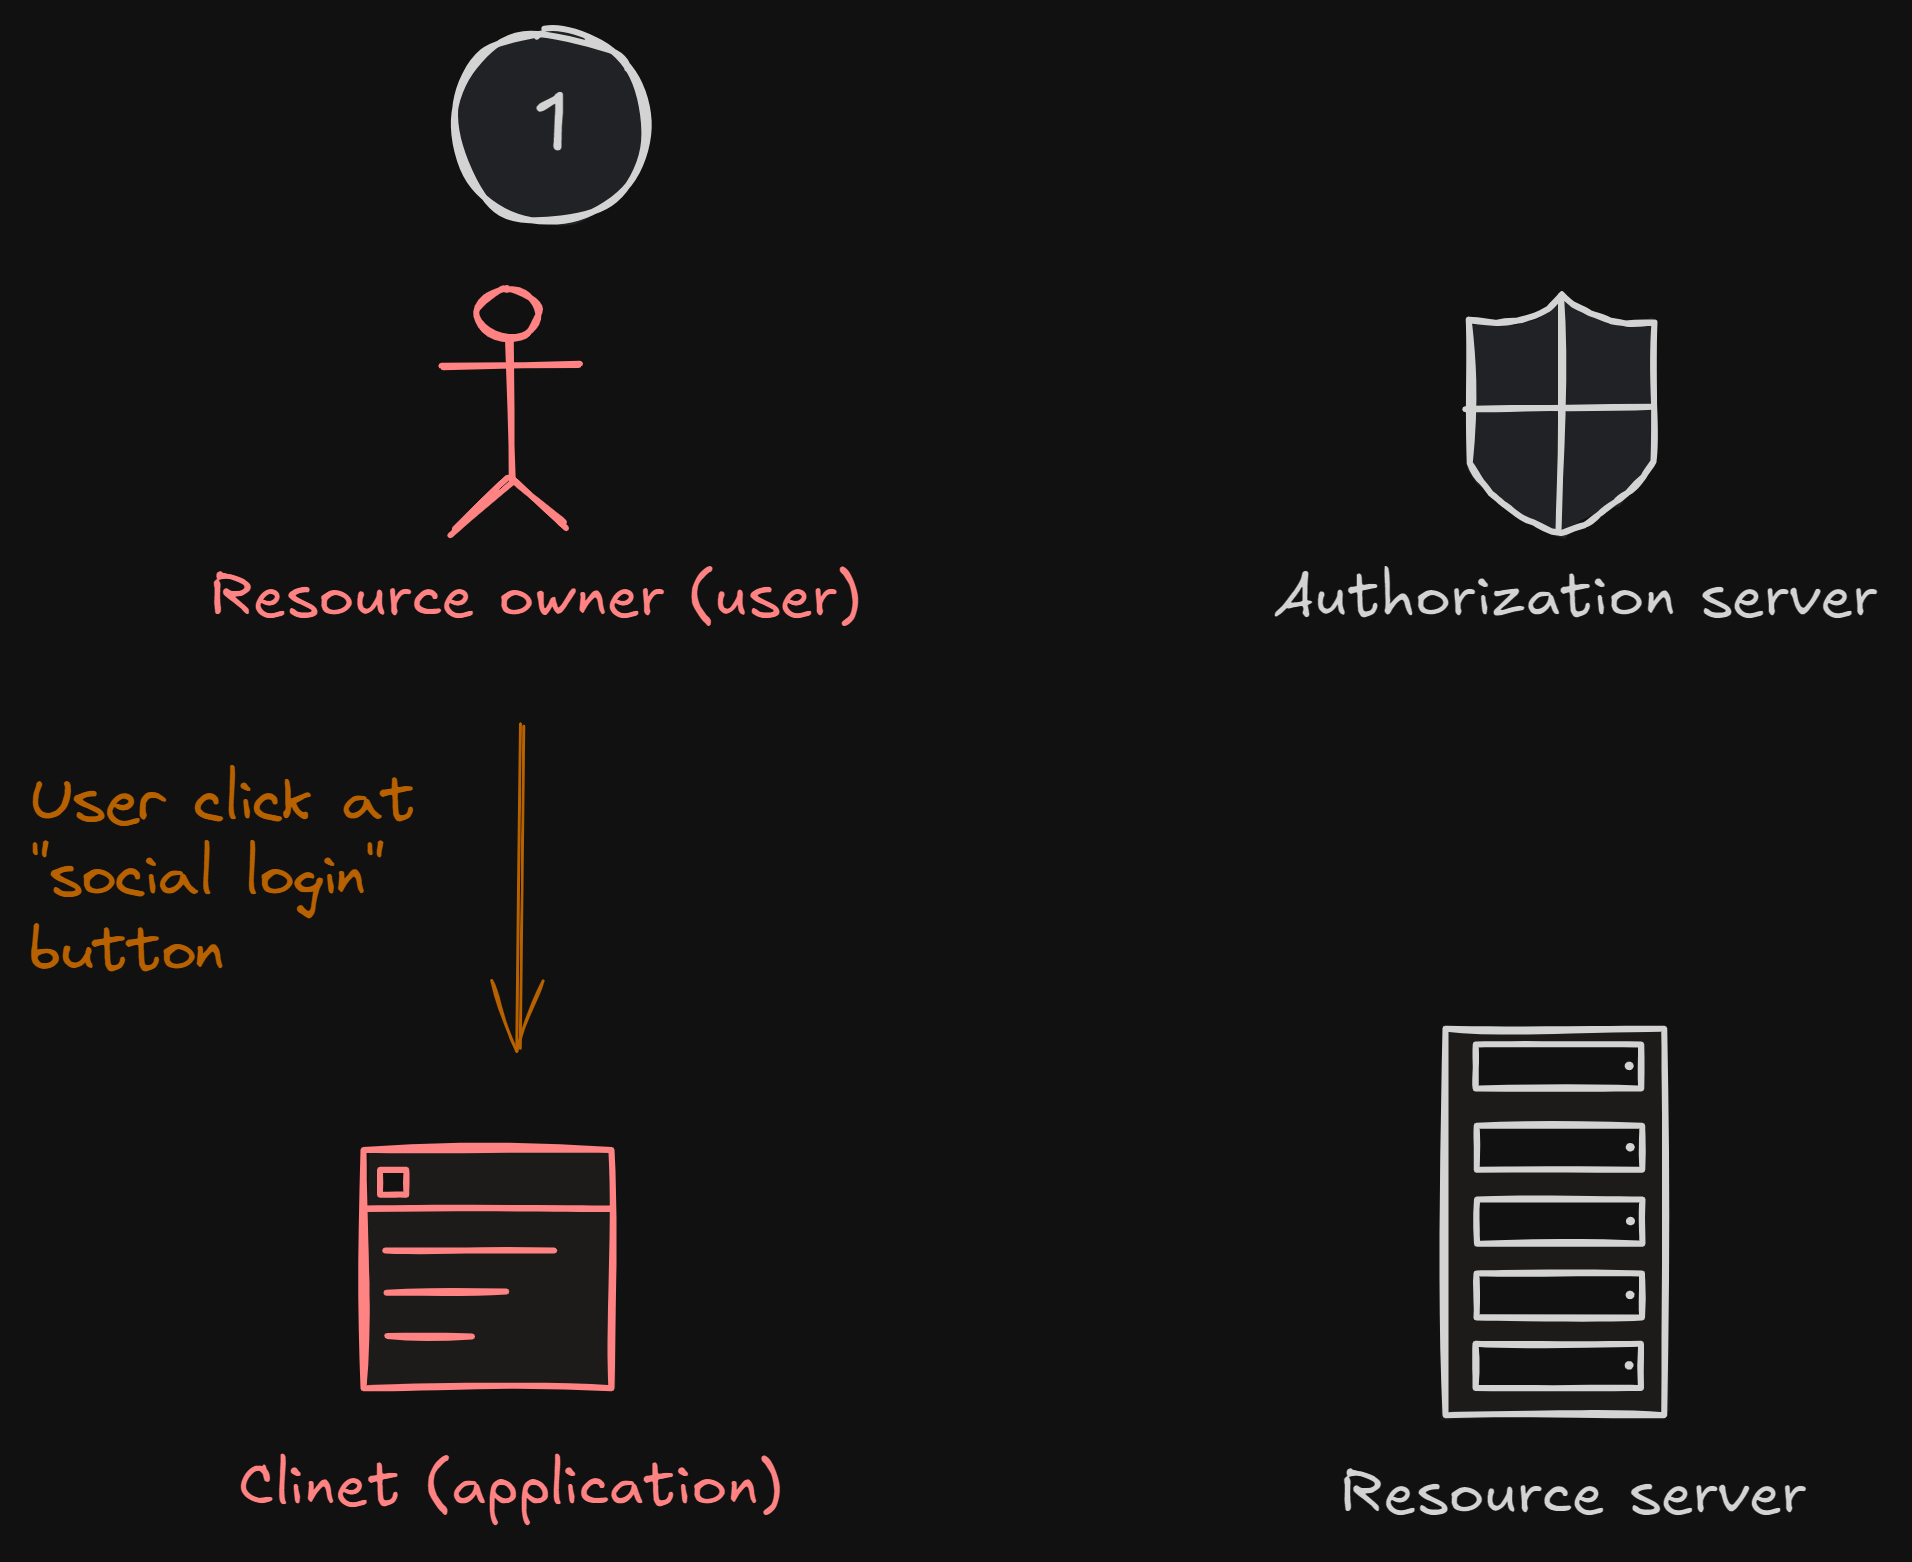 1
Resource owner (user)
Authorization server
User click at
"social login"
button
Clinet (application)
Resource server